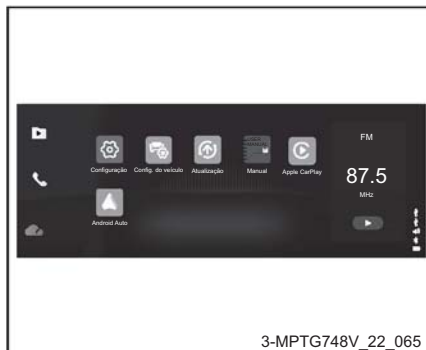 FM
Configuração Config. do veículo Atualização Manual Apple CarPlay
87.5
MHz
Android Auto
3-MPTG748V_22_065